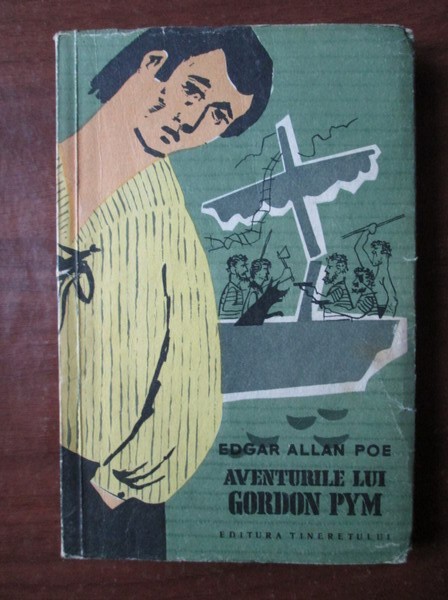 EDGAR ALLAN POE
AVENTURILE LUI
GORDON PYM
EDITURA TINERETULUI